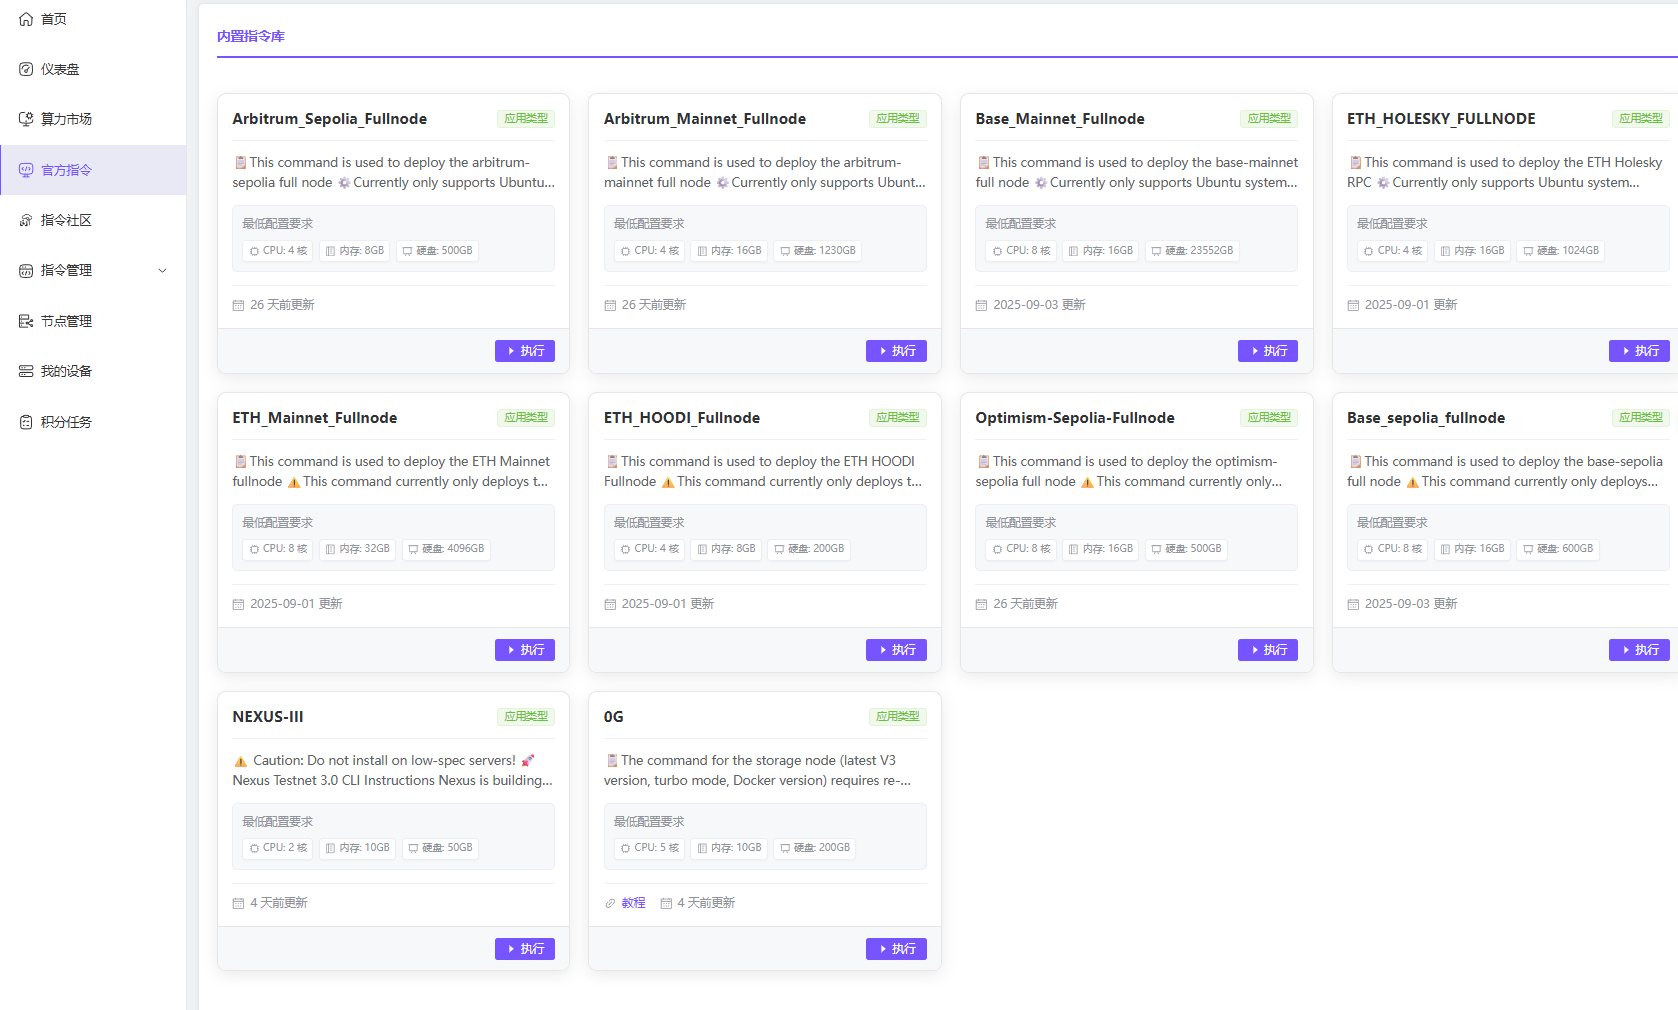 首页
仪表盘
算力市场
官方指令
指令社区
指令管理
节点管理
我的设备
积分任务
内置指令库
Arbitrum_Sepolia_Fullnode
应用类型
This command is used to deploy the arbitrum-
sepolia full node ⚙️Currently only supports Ubuntu...
最低配置要求
CPU: 4 核
内存: 8GB
硬盘: 500GB
26 天前更新
执行
Arbitrum_Mainnet_Fullnode
应用类型
This command is used to deploy the arbitrum-
mainnet full node ⚙️Currently only supports Ubunt...
最低配置要求
CPU: 4 核
内存: 16GB
硬盘: 1230GB
26 天前更新
执行
Base_Mainnet_Fullnode
应用类型
This command is used to deploy the base-mainnet
full node ⚙️Currently only supports Ubuntu system...
最低配置要求
CPU: 8 核
内存: 16GB
硬盘: 23552GB
2025-09-03 更新
执行
ETH_HOLESKY_FULLNODE
应用类型
This command is used to deploy the ETH Holesky
RPC ⚙️Currently only supports Ubuntu system...
最低配置要求
CPU: 4 核
内存: 16GB
硬盘: 1024GB
2025-09-01 更新
执行
ETH_Mainnet_Fullnode
应用类型
This command is used to deploy the ETH Mainnet
fullnode ⚠️This command currently only deploys t...
最低配置要求
CPU: 8 核
内存: 32GB
硬盘: 4096GB
2025-09-01 更新
执行
ETH_HOODI_Fullnode
应用类型
This command is used to deploy the ETH HOODI
Fullnode ⚠️This command currently only deploys t...
最低配置要求
CPU: 4 核
内存: 8GB
硬盘: 200GB
2025-09-01 更新
执行
Optimism-Sepolia-Fullnode
应用类型
This command is used to deploy the optimism-
sepolia full node ⚠️This command currently only...
最低配置要求
CPU: 8 核
内存: 16GB
硬盘: 500GB
26 天前更新
执行
Base_sepolia_fullnode
应用类型
This command is used to deploy the base-sepolia
full node ⚠️This command currently only deploys...
最低配置要求
CPU: 8 核
内存: 16GB
硬盘: 600GB
2025-09-03 更新
执行
NEXUS-III
应用类型
⚠️ Caution: Do not install on low-spec servers! 🚀
Nexus Testnet 3.0 CLI Instructions Nexus is building...
最低配置要求
CPU: 2 核
内存: 10GB
硬盘: 50GB
4 天前更新
执行
0G
应用类型
The command for the storage node (latest V3
version, turbo mode, Docker version) requires re-...
最低配置要求
CPU: 5 核
内存: 10GB
硬盘: 200GB
教程
4 天前更新
执行